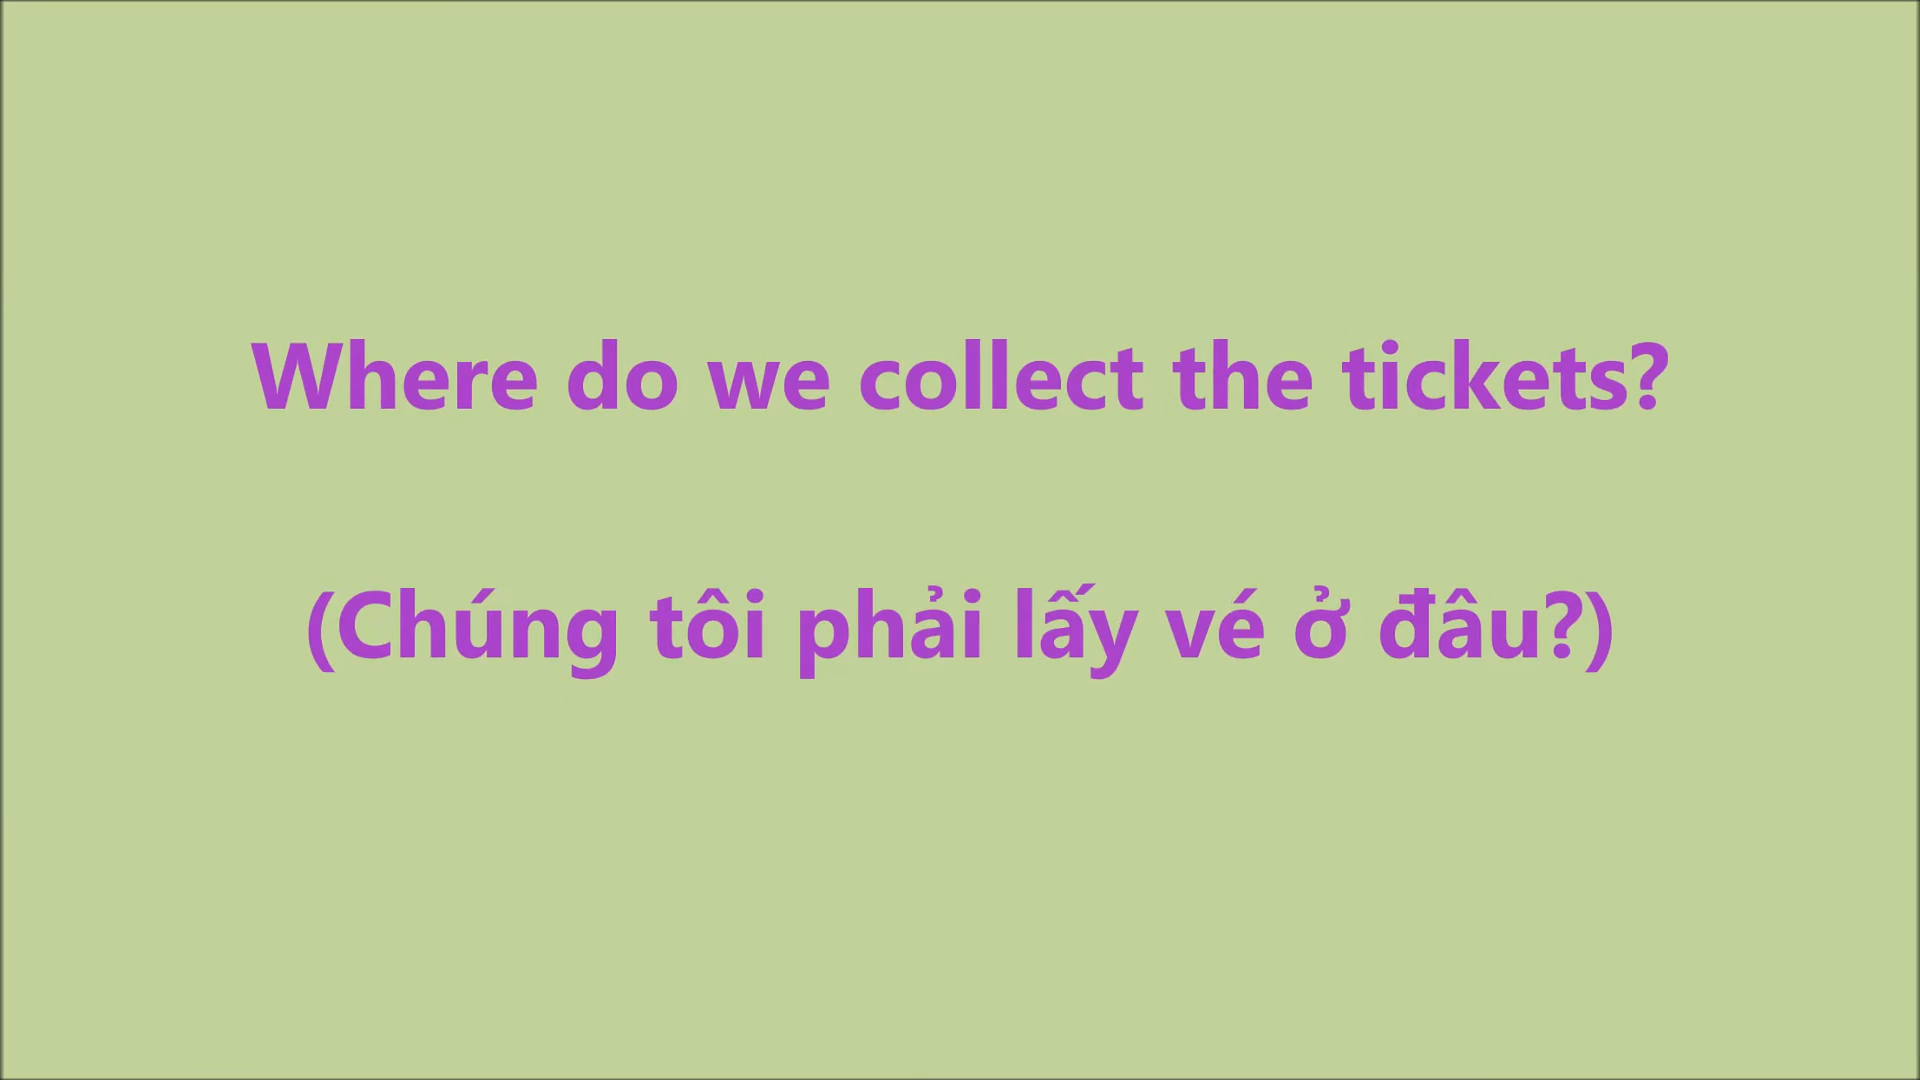 Where do we collect the tickets?
(Chúng tôi phải lấy vé ở đâu?)